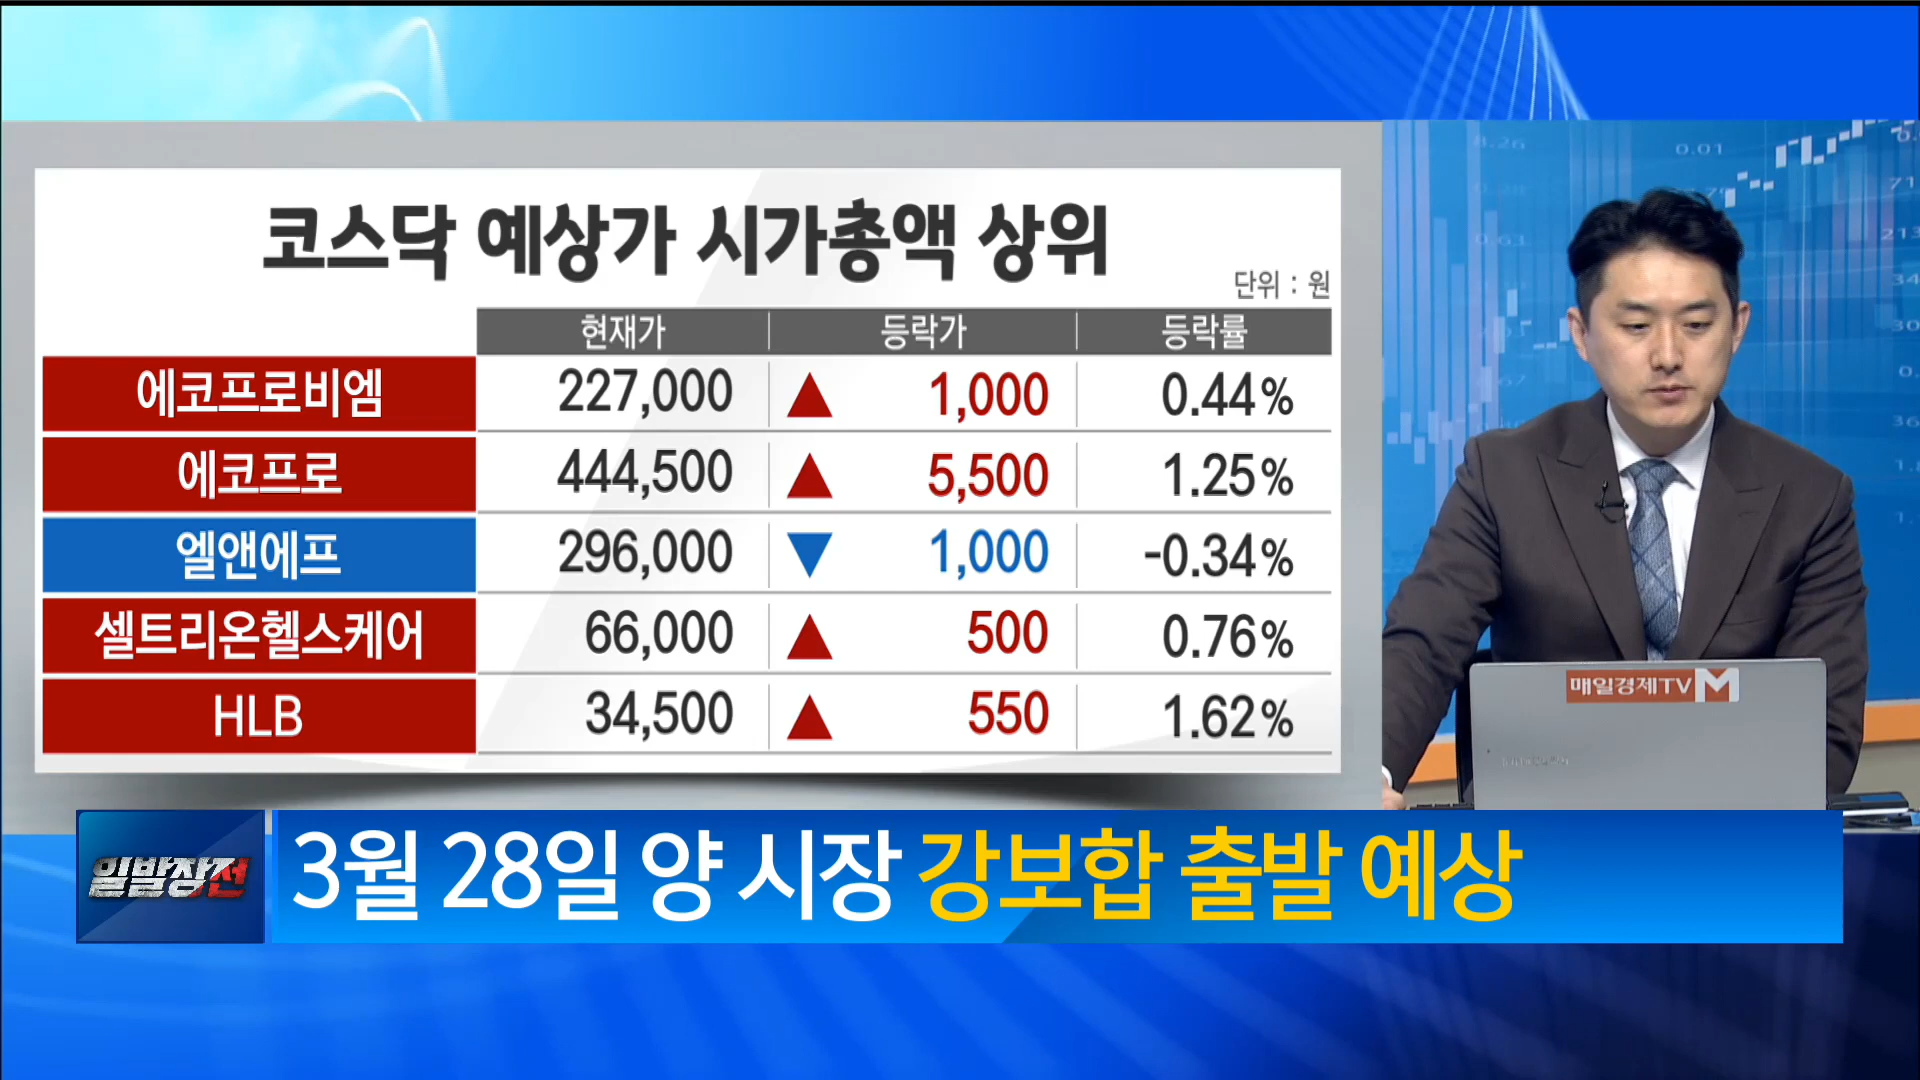 코스닥 예상가 시가총액 상위
단위 : 원
현재가 등락가 등락률
에코프로비엠 227,000 ▲ 1,000 0.44%
에코프로 444,500 ▲ 5,500 1.25%
엘앤에프 296,000 ▼ 1,000 -0.34%
셀트리온헬스케어 66,000 ▲ 500 0.76%
HLB 34,500 ▲ 550 1.62%
매일경제TV M
일발장전
3월 28일 양 시장 강보합 출발 예상